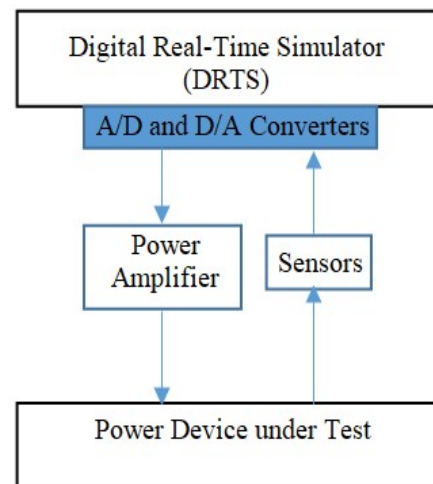 Digital Real-Time Simulator
(DRTS)
A/D and D/A Converters
Power
Amplifier
Sensors
Power Device under Test